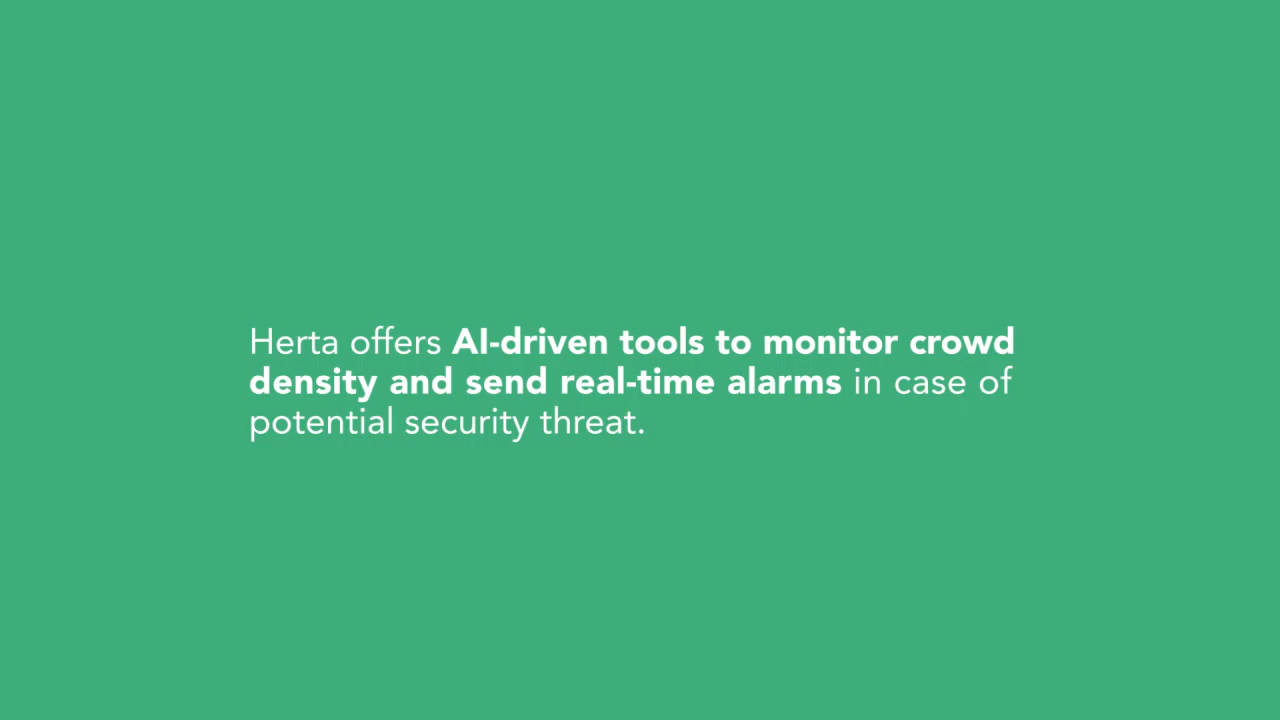 Herta offers AI-driven tools to monitor crowd
density and send real-time alarms in case of
potential security threat.